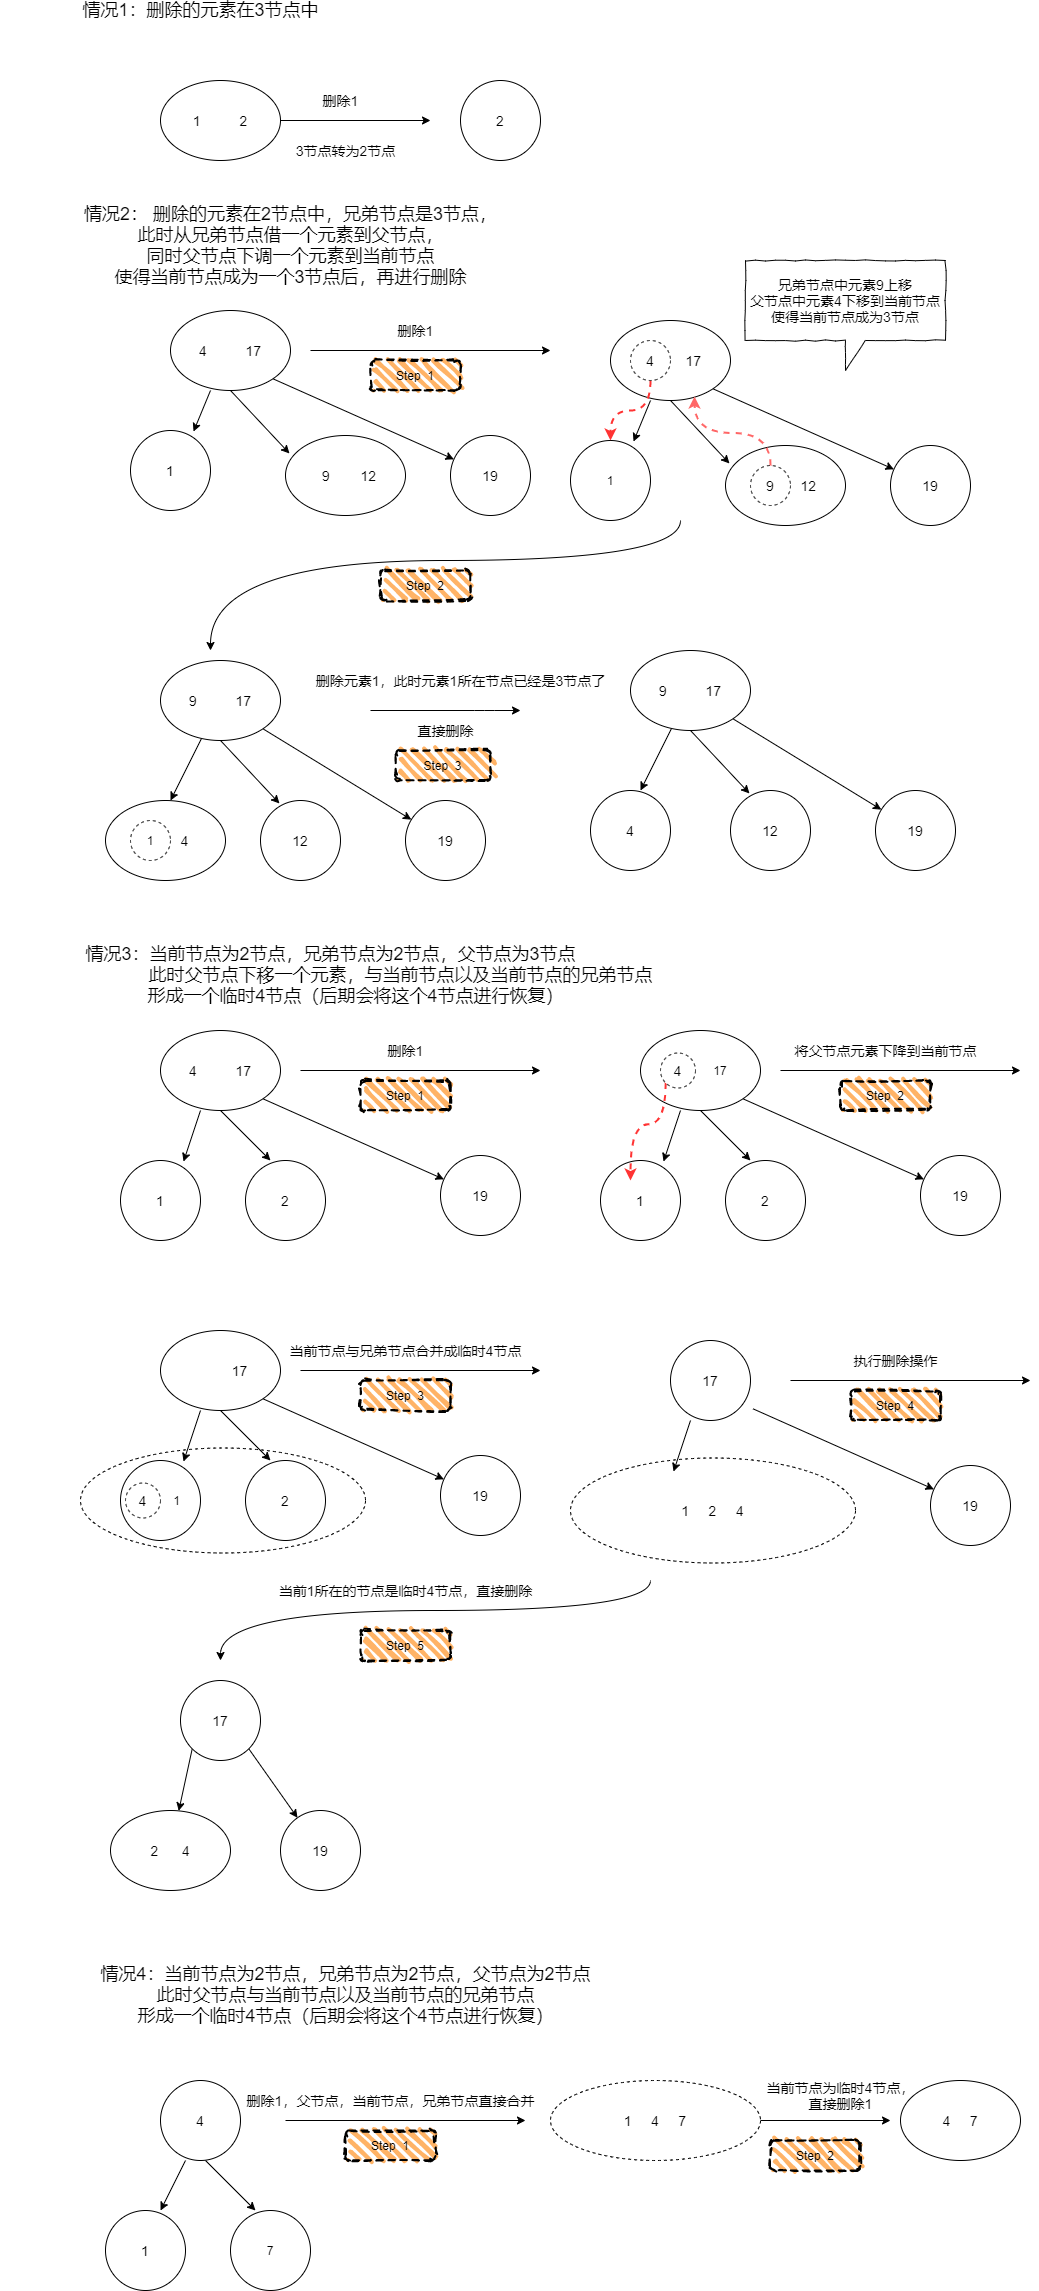 情况1：删除的元素在3节点中
删除1
1 2
2
3节点转为2节点
情况2： 删除的元素在2节点中，兄弟节点是3节点，
此时从兄弟节点借一个元素到父节点，
同时父节点下调一个元素到当前节点
使得当前节点成为一个3节点后，再进行删除
兄弟节点中元素9上移
父节点中元素4下移到当前节点
使得当前节点成为3节点
删除1
4 17
4 17
Step 1
1
9 12
19
1
9 12
19
Step 2
删除元素1，此时元素1所在节点已经是3节点了
9 17
9 17
直接删除
Step 3
1 4
12
19
4
12
19
情况3：当前节点为2节点，兄弟节点为2节点，父节点为3节点
此时父节点下移一个元素，与当前节点以及当前节点的兄弟节点
形成一个临时4节点（后期会将这个4节点进行恢复）
删除1
将父节点元素下降到当前节点
4 17
4 17
Step 1
Step 2
1
2
19
1
2
19
当前节点与兄弟节点合并成临时4节点
执行删除操作
17
17
Step 3
Step 4
4 1
2
19
1 2 4
19
当前1所在的节点是临时4节点，直接删除
Step 5
17
2 4
19
情况4：当前节点为2节点，兄弟节点为2节点，父节点为2节点
此时父节点与当前节点以及当前节点的兄弟节点
形成一个临时4节点（后期会将这个4节点进行恢复）
当前节点为临时4节点，
直接删除1
删除1，父节点，当前节点，兄弟节点直接合并
4
1 4 7
4 7
Step 1
Step 2
1
7